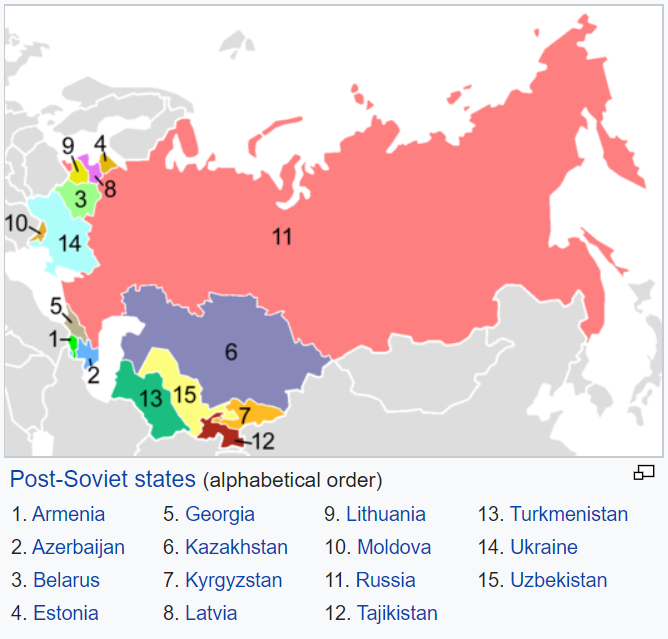 9
4
8
3
10
14
11
5
1
2
6
13
15
7
12
Post-Soviet states (alphabetical order)
1. Armenia
2. Azerbaijan
3. Belarus
4. Estonia
5. Georgia
6. Kazakhstan
7. Kyrgyzstan
8. Latvia
9. Lithuania
10. Moldova
11. Russia
12. Tajikistan
13. Turkmenistan
14. Ukraine
15. Uzbekistan